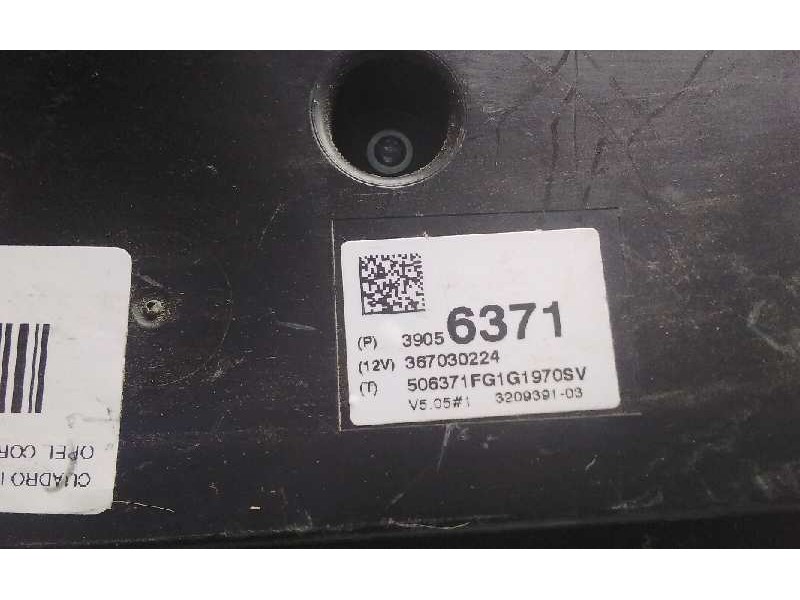 (P) 3905 6371
(12V) 367030224
(T) 506371FG1G1970SV
V5.05#1 3209391-03
CUADRO
OPEL COR